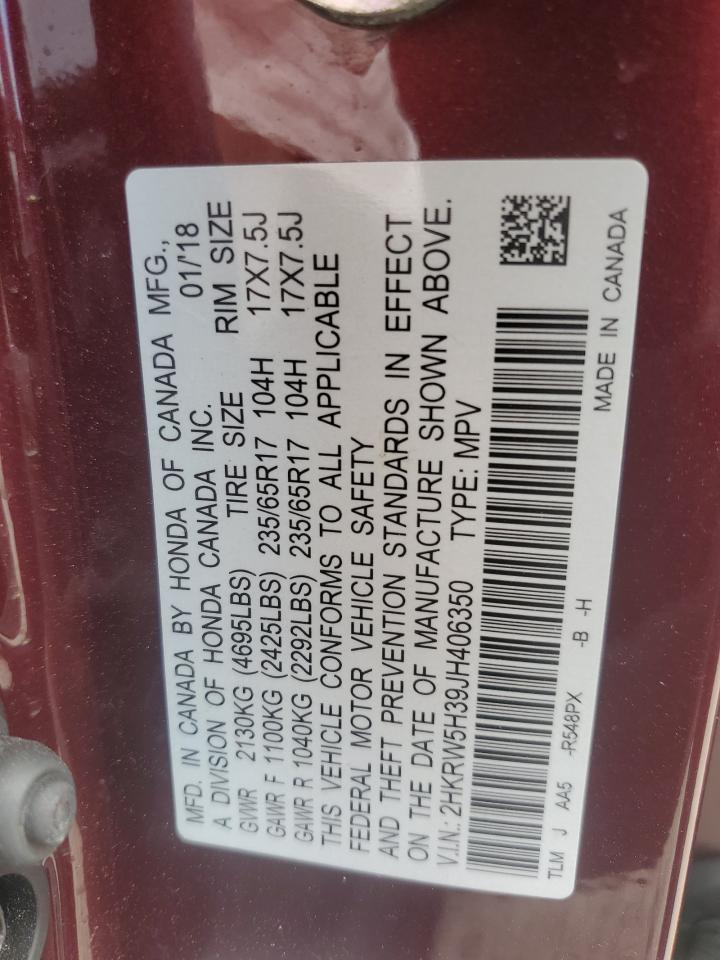 MFD. IN CANADA BY HONDA OF CANADA MFG.,
A DIVISION OF HONDA CANADA INC. 01/'18
GVWR 2130KG (4695LBS) TIRE SIZE RIM SIZE
GAWR F 1100KG (2425LBS) 235/65R17 104H 17X7.5J
GAWR R 1040KG (2292LBS) 235/65R17 104H 17X7.5J
THIS VEHICLE CONFORMS TO ALL APPLICABLE
FEDERAL MOTOR VEHICLE SAFETY
AND THEFT PREVENTION STANDARDS IN EFFECT
ON THE DATE OF MANUFACTURE SHOWN ABOVE.
V.I.N.: 2HKRW5H39JH406350 TYPE: MPV
TLM J AA5 -R548PX -B -H MADE IN CANADA